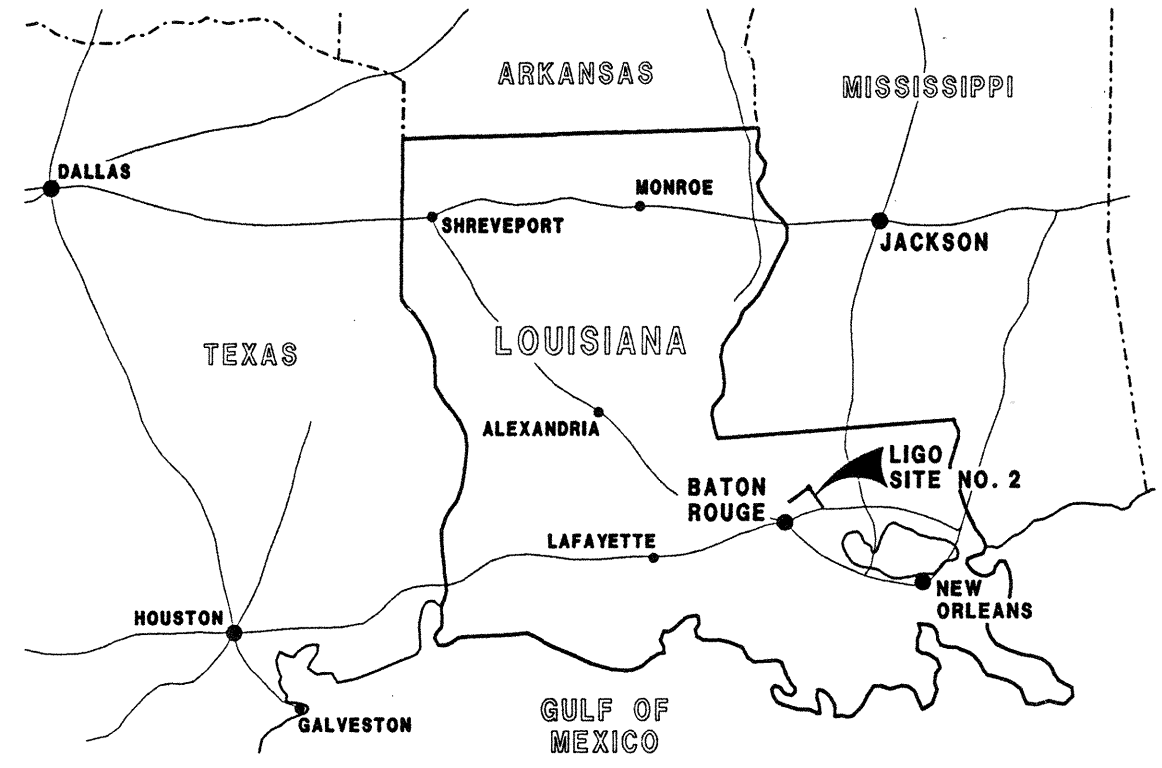 ARKANSAS
MISSISSIPPI
DALLAS
MONROE
SHREVEPORT
JACKSON
LOUISIANA
TEXAS
ALEXANDRIA
LIGO
SITE NO. 2
BATON
ROUGE
LAFAYETTE
NEW
ORLEANS
HOUSTON
GALVESTON
GULF OF
MEXICO